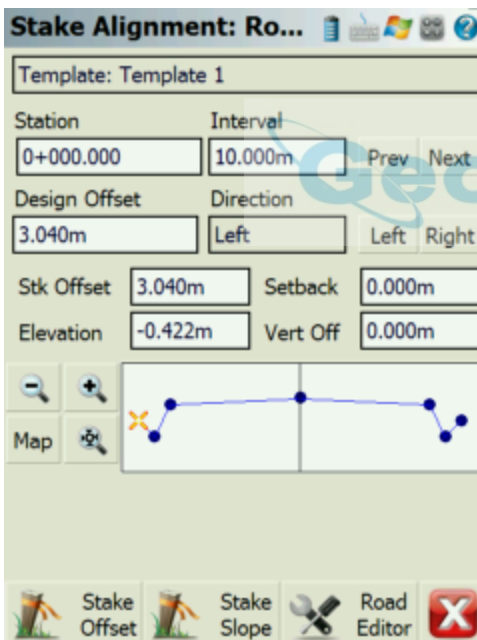 Stake Alignment: Ro...
Template: Template 1
Station Interval
0+000.000 10.000m Prev Next
Design Offset Direction
3.040m Left Left Right
Stk Offset 3.040m Setback 0.000m
Elevation -0.422m Vert Off 0.000m
Map
Stake Offset Stake Slope Road Editor
Geo